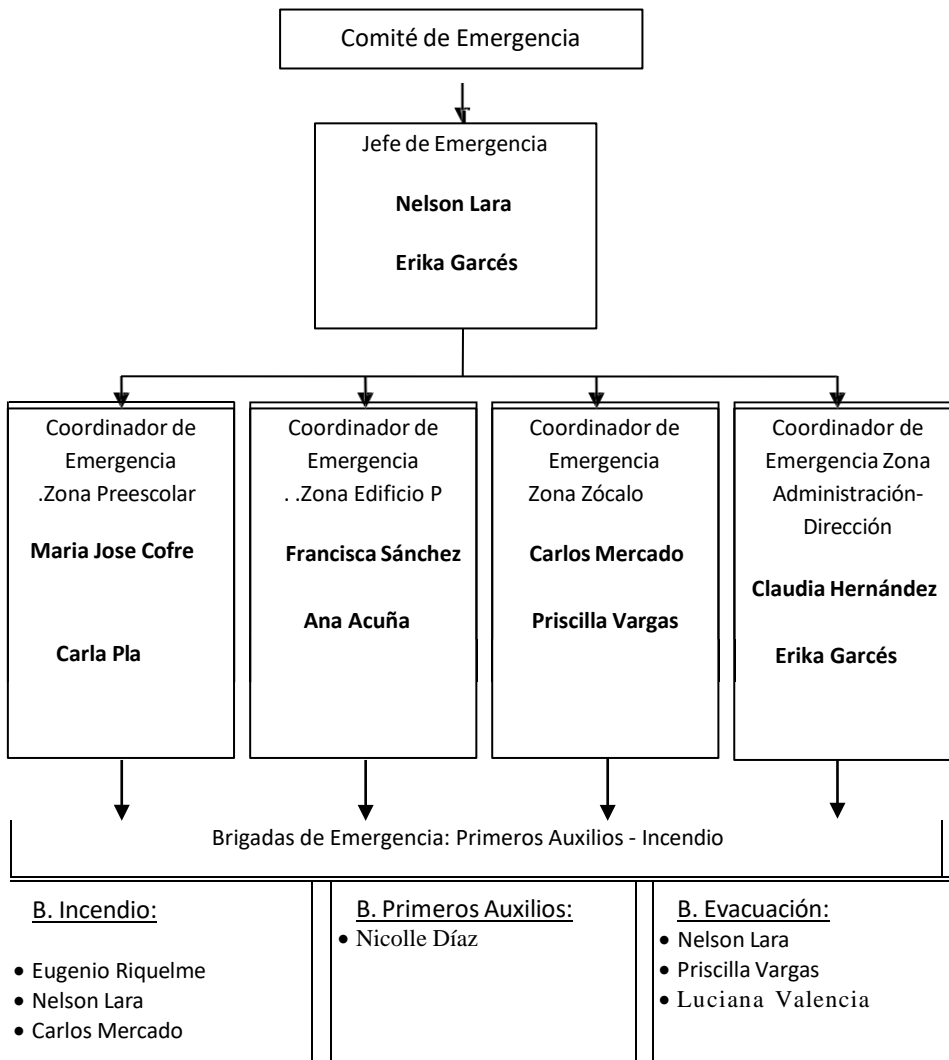 Comité de Emergencia
Jefe de Emergencia
Nelson Lara
Erika Garcés
Coordinador de
Emergencia
.Zona Preescolar
Maria Jose Cofre
Carla Pla
Coordinador de
Emergencia
. .Zona Edificio P
Francisca Sánchez
Ana Acuña
Coordinador de
Emergencia
Zona Zócalo
Carlos Mercado
Priscilla Vargas
Coordinador de
Emergencia Zona
Administración-
Dirección
Claudia Hernández
Erika Garcés
Brigadas de Emergencia: Primeros Auxilios - Incendio
B. Incendio:
• Eugenio Riquelme
• Nelson Lara
• Carlos Mercado
B. Primeros Auxilios:
• Nicolle Díaz
B. Evacuación:
• Nelson Lara
• Priscilla Vargas
• Luciana Valencia